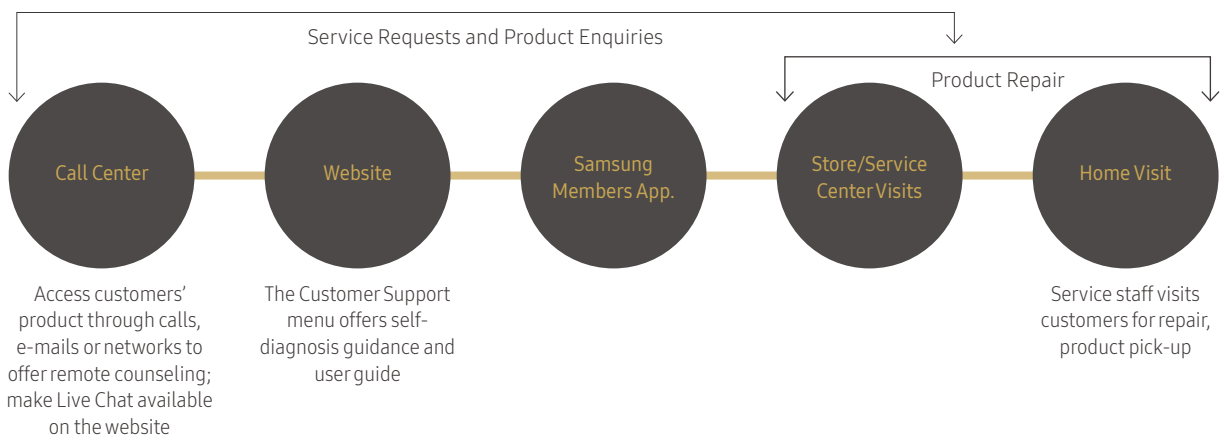 Service Requests and Product Enquiries
Product Repair
Call Center
Website
Samsung
Members App.
Store/Service
Center Visits
Home Visit
Access customers’
product through calls,
e-mails or networks to
offer remote counseling;
make Live Chat available
on the website
The Customer Support
menu offers self-
diagnosis guidance and
user guide
Service staff visits
customers for repair,
product pick-up